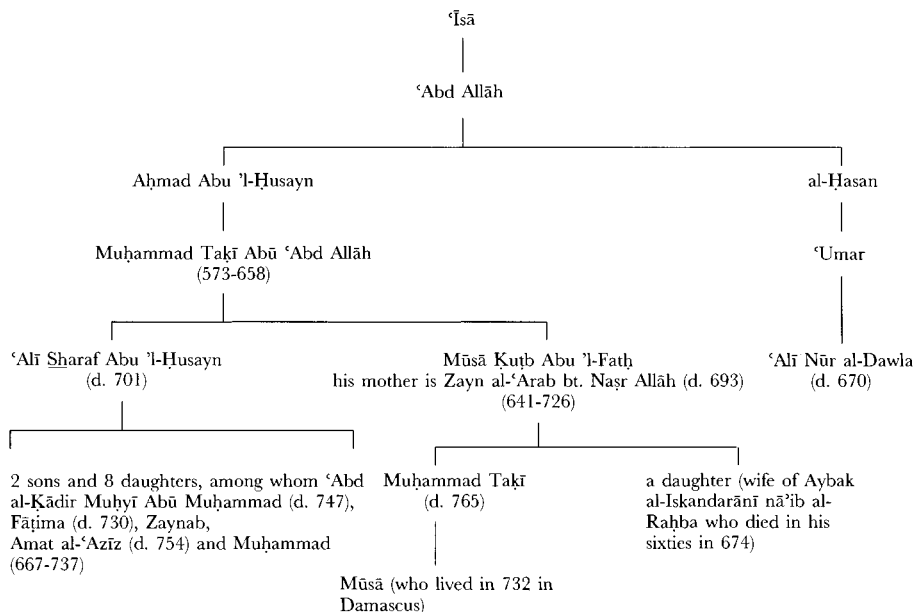 ʿĪsā
ʿAbd Allāh
Aḥmad Abu 'l-Ḥusayn
al-Ḥasan
Muḥammad Taḳī Abū ʿAbd Allāh
(573-658)
ʿUmar
ʿAlī Sharaf Abu 'l-Ḥusayn
(d. 701)
Mūsā Ḳuṭb Abu 'l-Fatḥ
his mother is Zayn al-ʿArab bt. Naṣr Allāh (d. 693)
(641-726)
ʿAlī Nūr al-Dawla
(d. 670)
2 sons and 8 daughters, among whom ʿAbd
al-Ḳādir Muḥyī Abū Muḥammad (d. 747),
Fāṭima (d. 730), Zaynab,
Amat al-ʿAzīz (d. 754) and Muḥammad
(667-737)
Muḥammad Taḳī
(d. 765)
a daughter (wife of Aybak
al-Iskandarānī nāʾib al-
Raḥba who died in his
sixties in 674)
Mūsā (who lived in 732 in
Damascus)